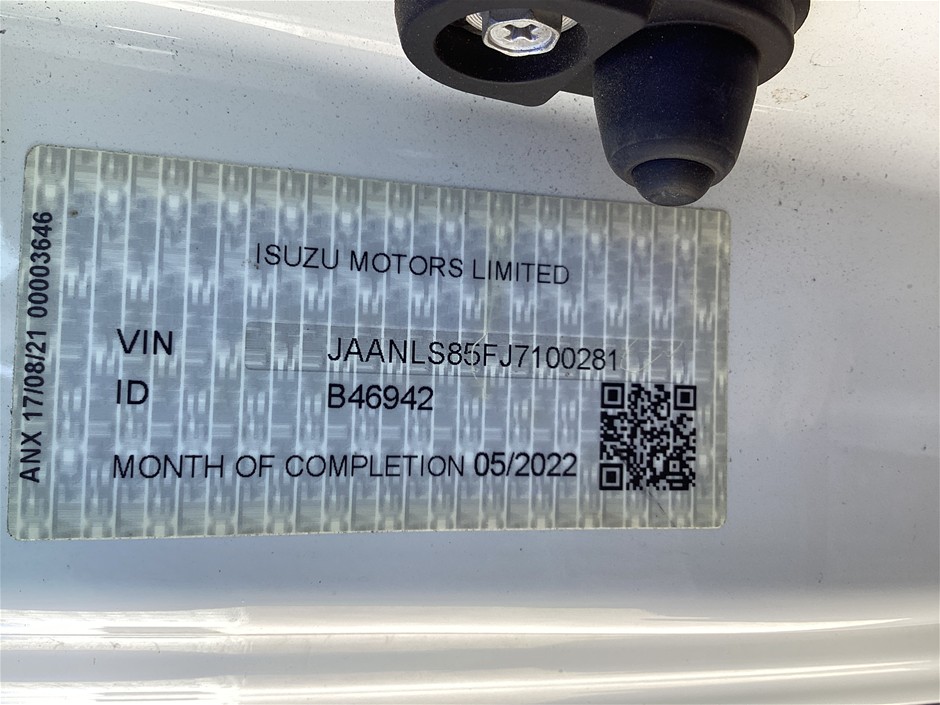 ANX 17/08/21 00003646
ISUZU MOTORS LIMITED
VIN JAANLS85FJ7100281
ID B46942
MONTH OF COMPLETION 05/2022